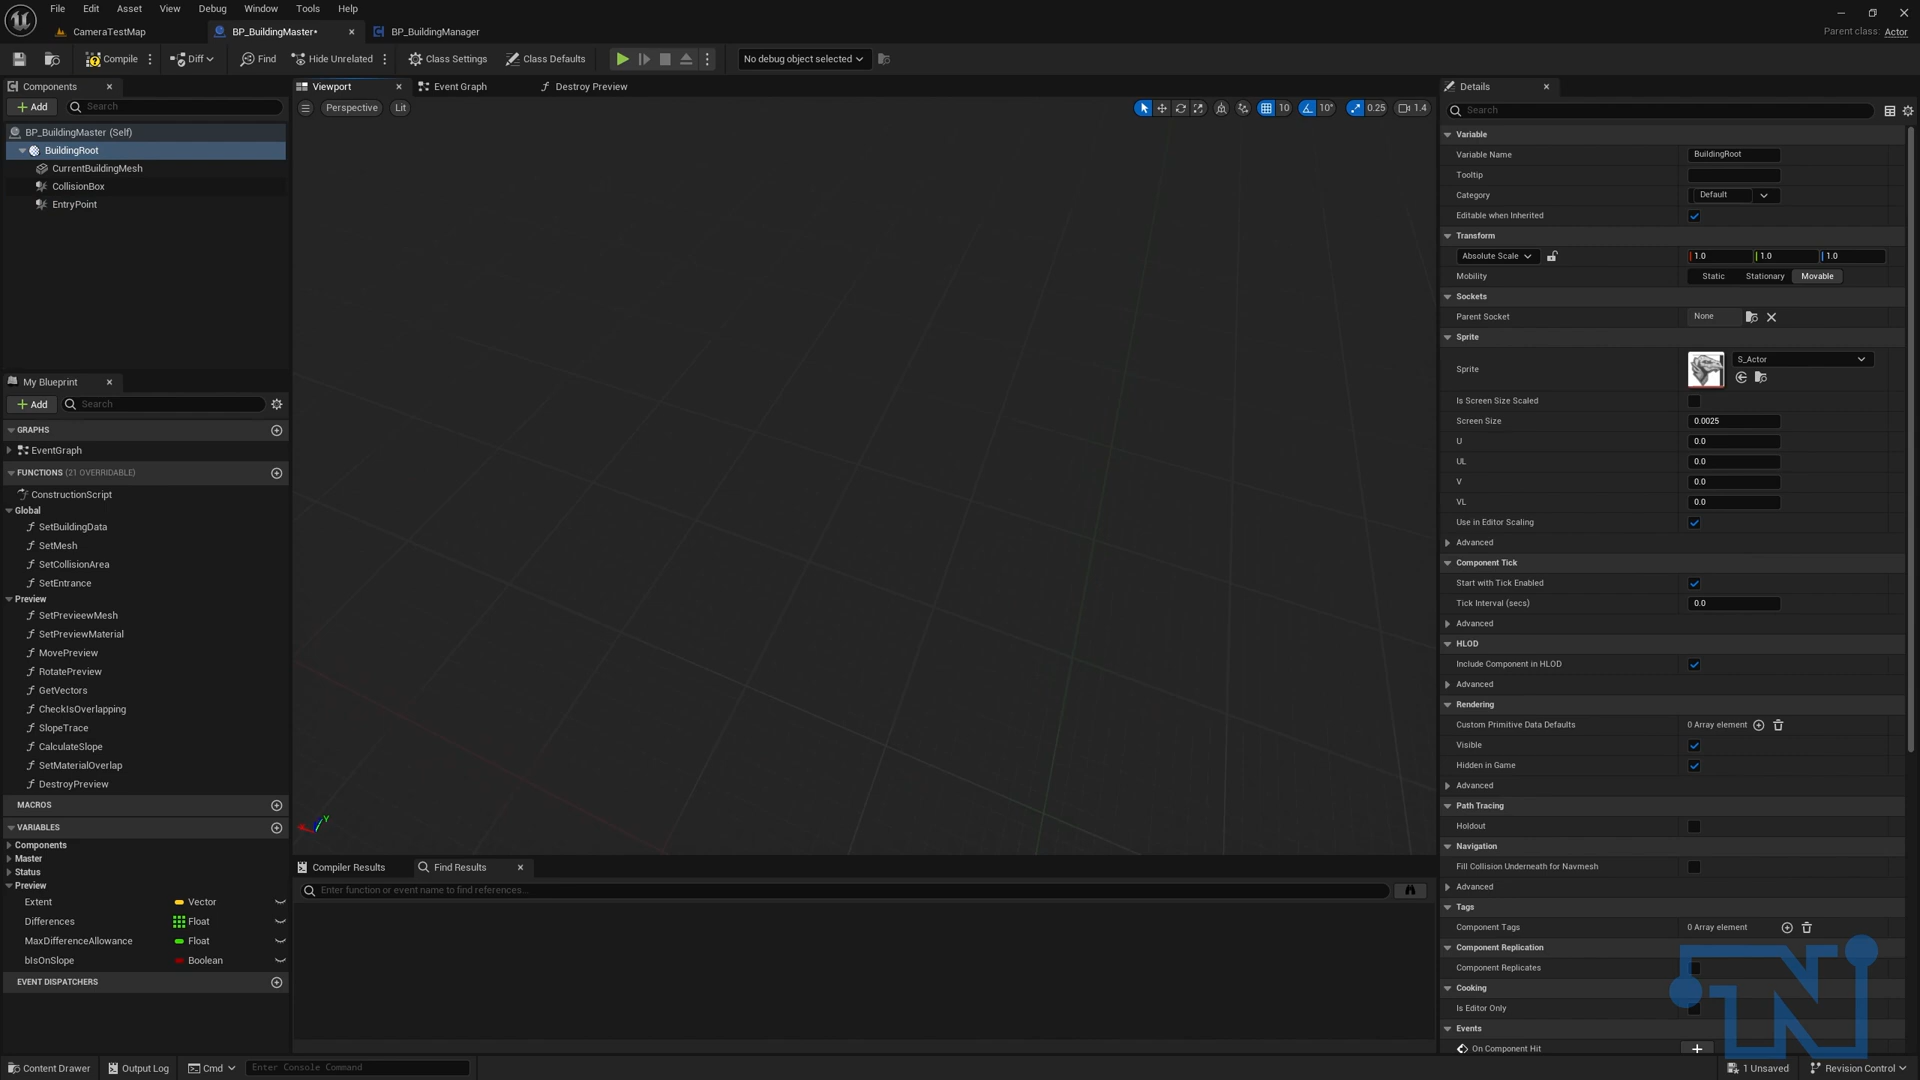 File Edit Asset View Debug Window Tools Help
CameraTestMap BP_BuildingMaster• BP_BuildingManager
Parent class: Actor
Compile Diff Find Hide Unrelated Class Settings Class Defaults No debug object selected
Components
Add Search
BP_BuildingMaster (Self)
BuildingRoot
CurrentBuildingMesh
CollisionBox
EntryPoint
My Blueprint
Add Search
GRAPHS
EventGraph
FUNCTIONS (21 OVERRIDABLE)
ConstructionScript
Global
SetBuildingData
SetMesh
SetCollisionArea
SetEntrance
Preview
SetPrevieewMesh
SetPreviewMaterial
MovePreview
RotatePreview
GetVectors
CheckIsOverlapping
SlopeTrace
CalculateSlope
SetMaterialOverlap
DestroyPreview
MACROS
VARIABLES
Components
Master
Status
Preview
Extent Vector
Differences Float
MaxDifferenceAllowance Float
bIsOnSlope Boolean
EVENT DISPATCHERS
Viewport Event Graph Destroy Preview
Perspective Lit 10 10° 0.25 1.4
Y
Compiler Results Find Results
Enter function or event name to find references...
Details
Search
Variable
Variable Name BuildingRoot
Tooltip
Category Default
Editable when Inherited
Transform
Absolute Scale 1.0 1.0 1.0
Mobility Static Stationary Movable
Sockets
Parent Socket None
Sprite
Sprite S_Actor
Is Screen Size Scaled
Screen Size 0.0025
U 0.0
UL 0.0
V 0.0
VL 0.0
Use in Editor Scaling
Advanced
Component Tick
Start with Tick Enabled
Tick Interval (secs) 0.0
Advanced
HLOD
Include Component in HLOD
Advanced
Rendering
Custom Primitive Data Defaults 0 Array element
Visible
Hidden in Game
Advanced
Path Tracing
Holdout
Navigation
Fill Collision Underneath for Navmesh
Advanced
Tags
Component Tags 0 Array element
Component Replication
Component Replicates
Cooking
Is Editor Only
Events
On Component Hit
Content Drawer Output Log Cmd Enter Console Command 1 Unsaved Revision Control